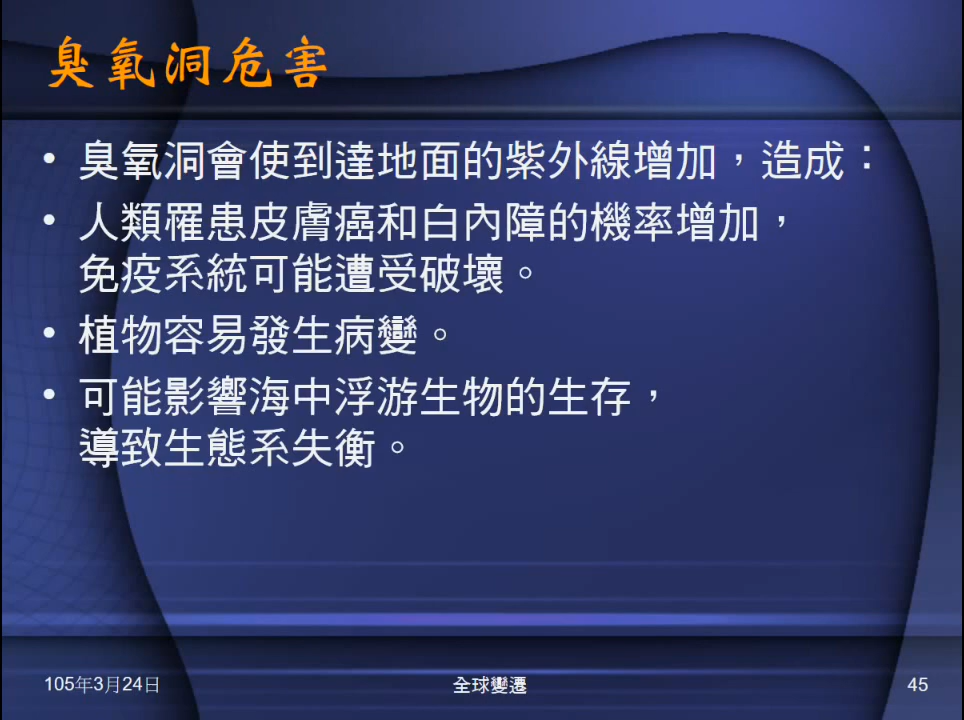 臭氧洞危害
• 臭氧洞會使到達地面的紫外線增加，造成：
• 人類罹患皮膚癌和白內障的機率增加，
免疫系統可能遭受破壞。
• 植物容易發生病變。
• 可能影響海中浮游生物的生存，
導致生態系失衡。
105年3月24日
全球變遷
45